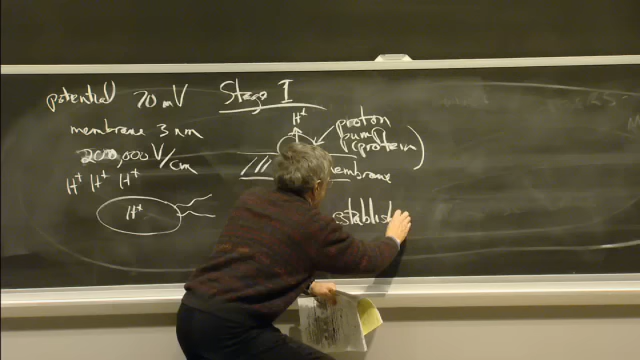 potential 70 mV
membrane 3 nm
200,000 V/cm
H+ H+ H+
H+
Stage I
H+
proton
pump
(protein)
membrane
establish